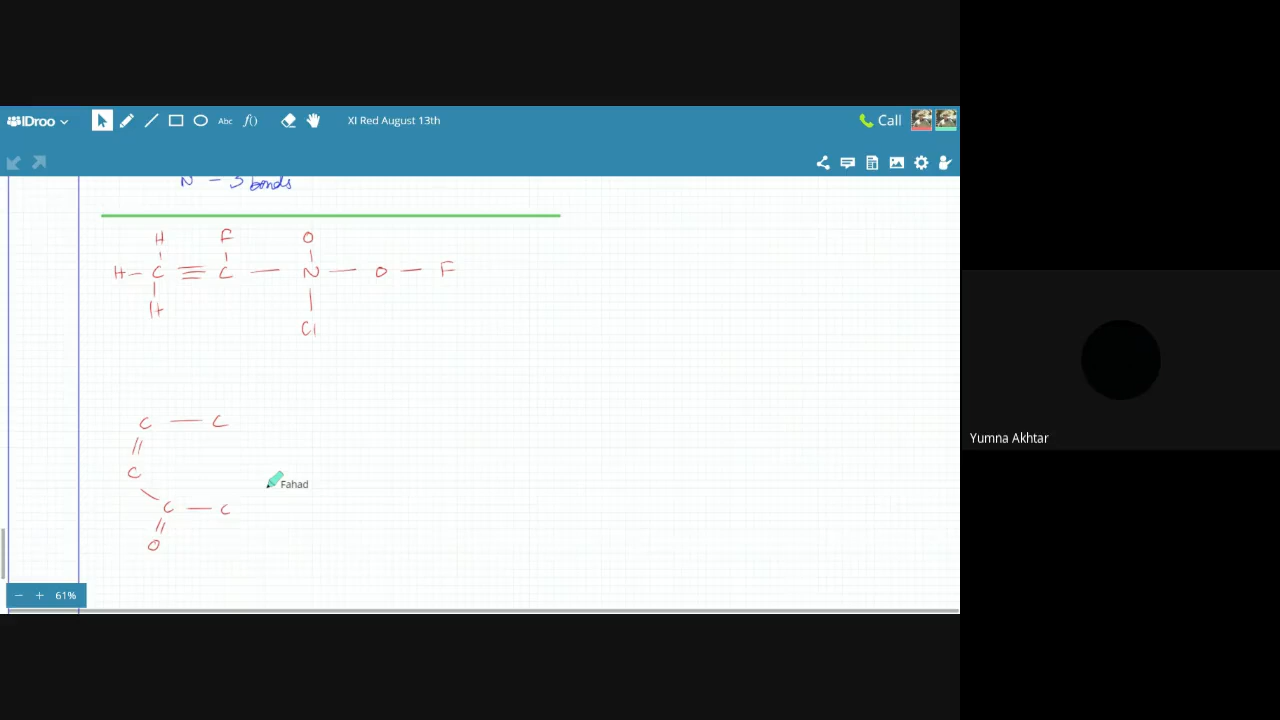 IDroo Abc f() XI Red August 13th Call
N - 3 bonds
H F O
H - C ≡ C - N - O - F
H Cl
C - C
C
Fahad
C - C
O
Yumna Akhtar
- + 61%